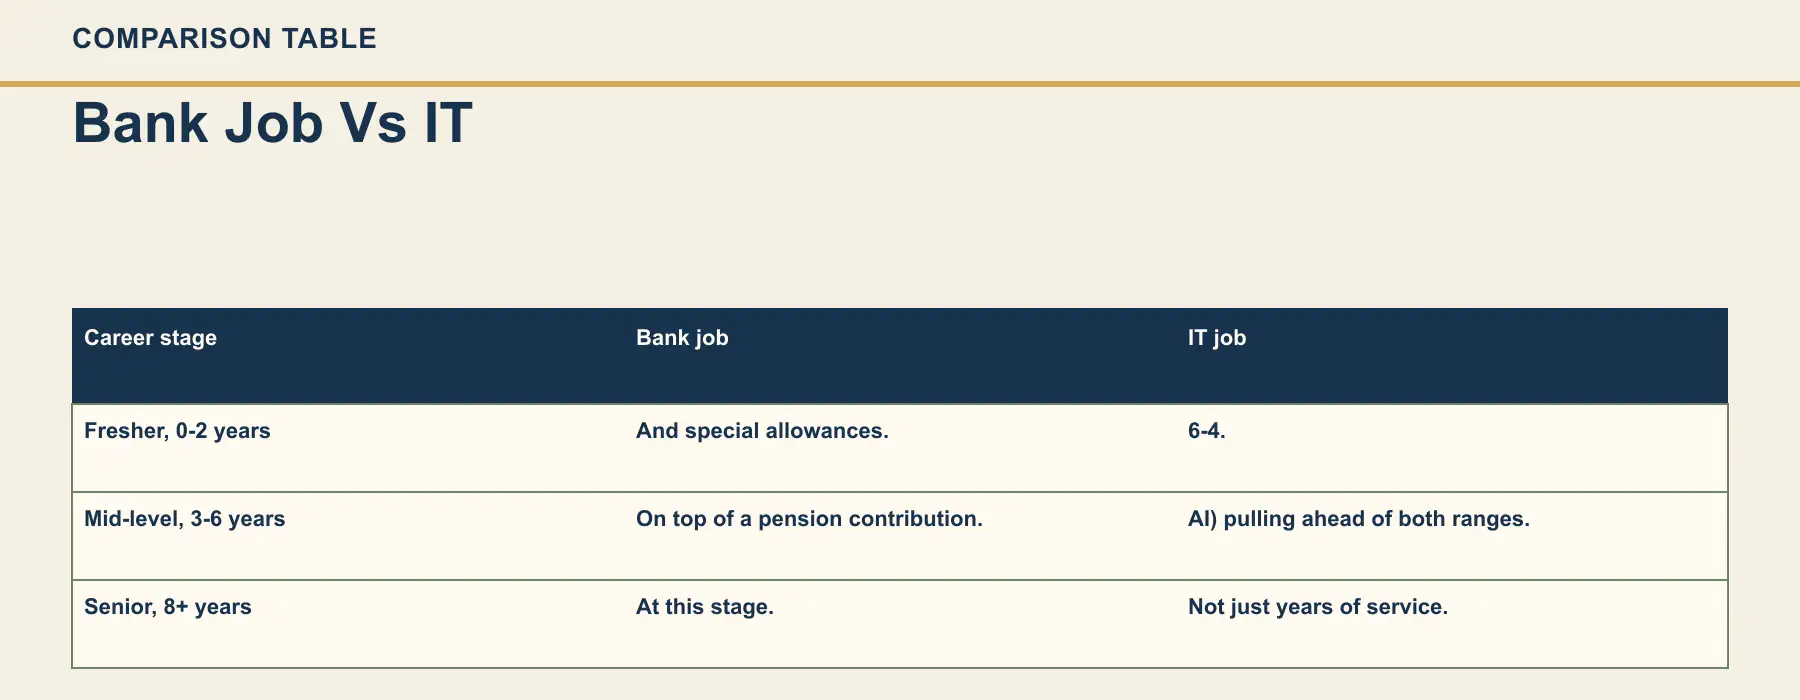 COMPARISON TABLE
Bank Job Vs IT
Career stage Bank job IT job
Fresher, 0-2 years And special allowances. 6-4.
Mid-level, 3-6 years On top of a pension contribution. AI) pulling ahead of both ranges.
Senior, 8+ years At this stage. Not just years of service.